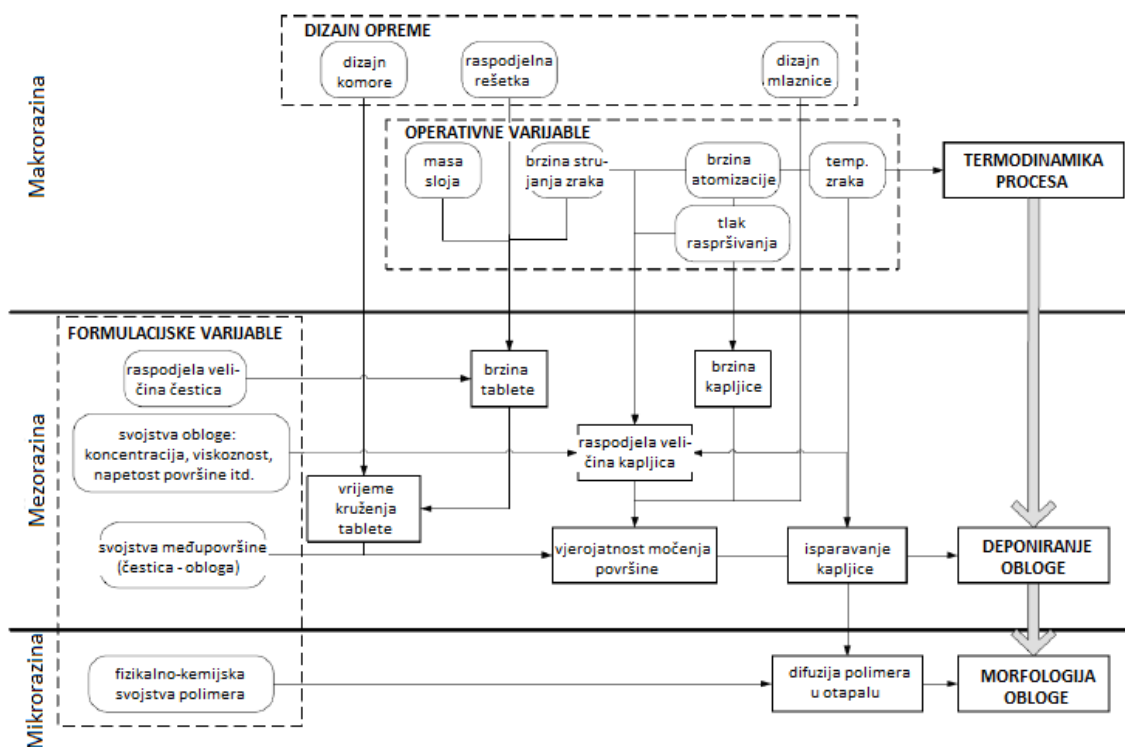 Makrorazina
DIZAJN OPREME
dizajn
komore
raspodjelna
rešetka
dizajn
mlaznice
OPERATIVNE VARIJABLE
masa
sloja
brzina stru-
janja zraka
brzina
atomizacije
temp.
zraka
tlak
raspršivanja
TERMODINAMIKA
PROCESA
Mezorazina
FORMULACIJSKE VARIJABLE
raspodjela veli-
čina čestica
brzina
tablete
brzina
kapljice
svojstva obloge:
koncentracija, viskoznost,
napetost površine itd.
raspodjela veli-
čina kapljica
vrijeme
kruženja
tablete
svojstva međupovršine
(čestica - obloga)
vjerojatnost močenja
površine
isparavanje
kapljice
DEPONIRANJE
OBLOGE
Mikrorazina
fizikalno-kemijska
svojstva polimera
difuzija polimera
u otapalu
MORFOLOGIJA
OBLOGE